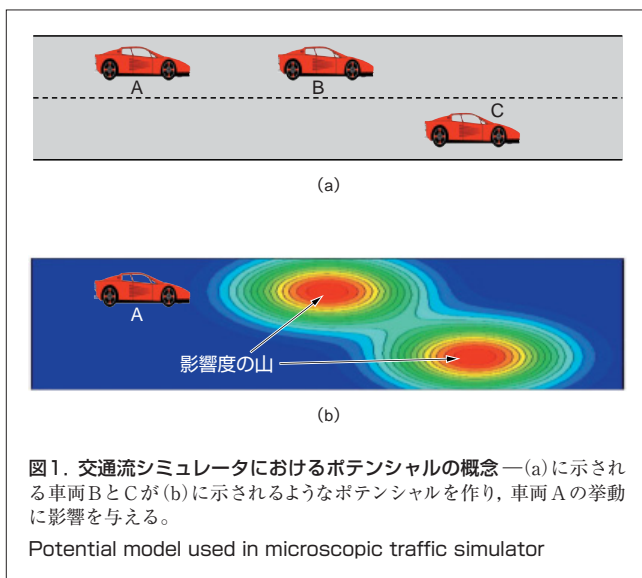 A
B
C
(a)
A
影響度の山
(b)
図1. 交通流シミュレータにおけるポテンシャルの概念 —(a)に示され
る車両BとCが(b)に示されるようなポテンシャルを作り，車両Aの挙動
に影響を与える。
Potential model used in microscopic traffic simulator